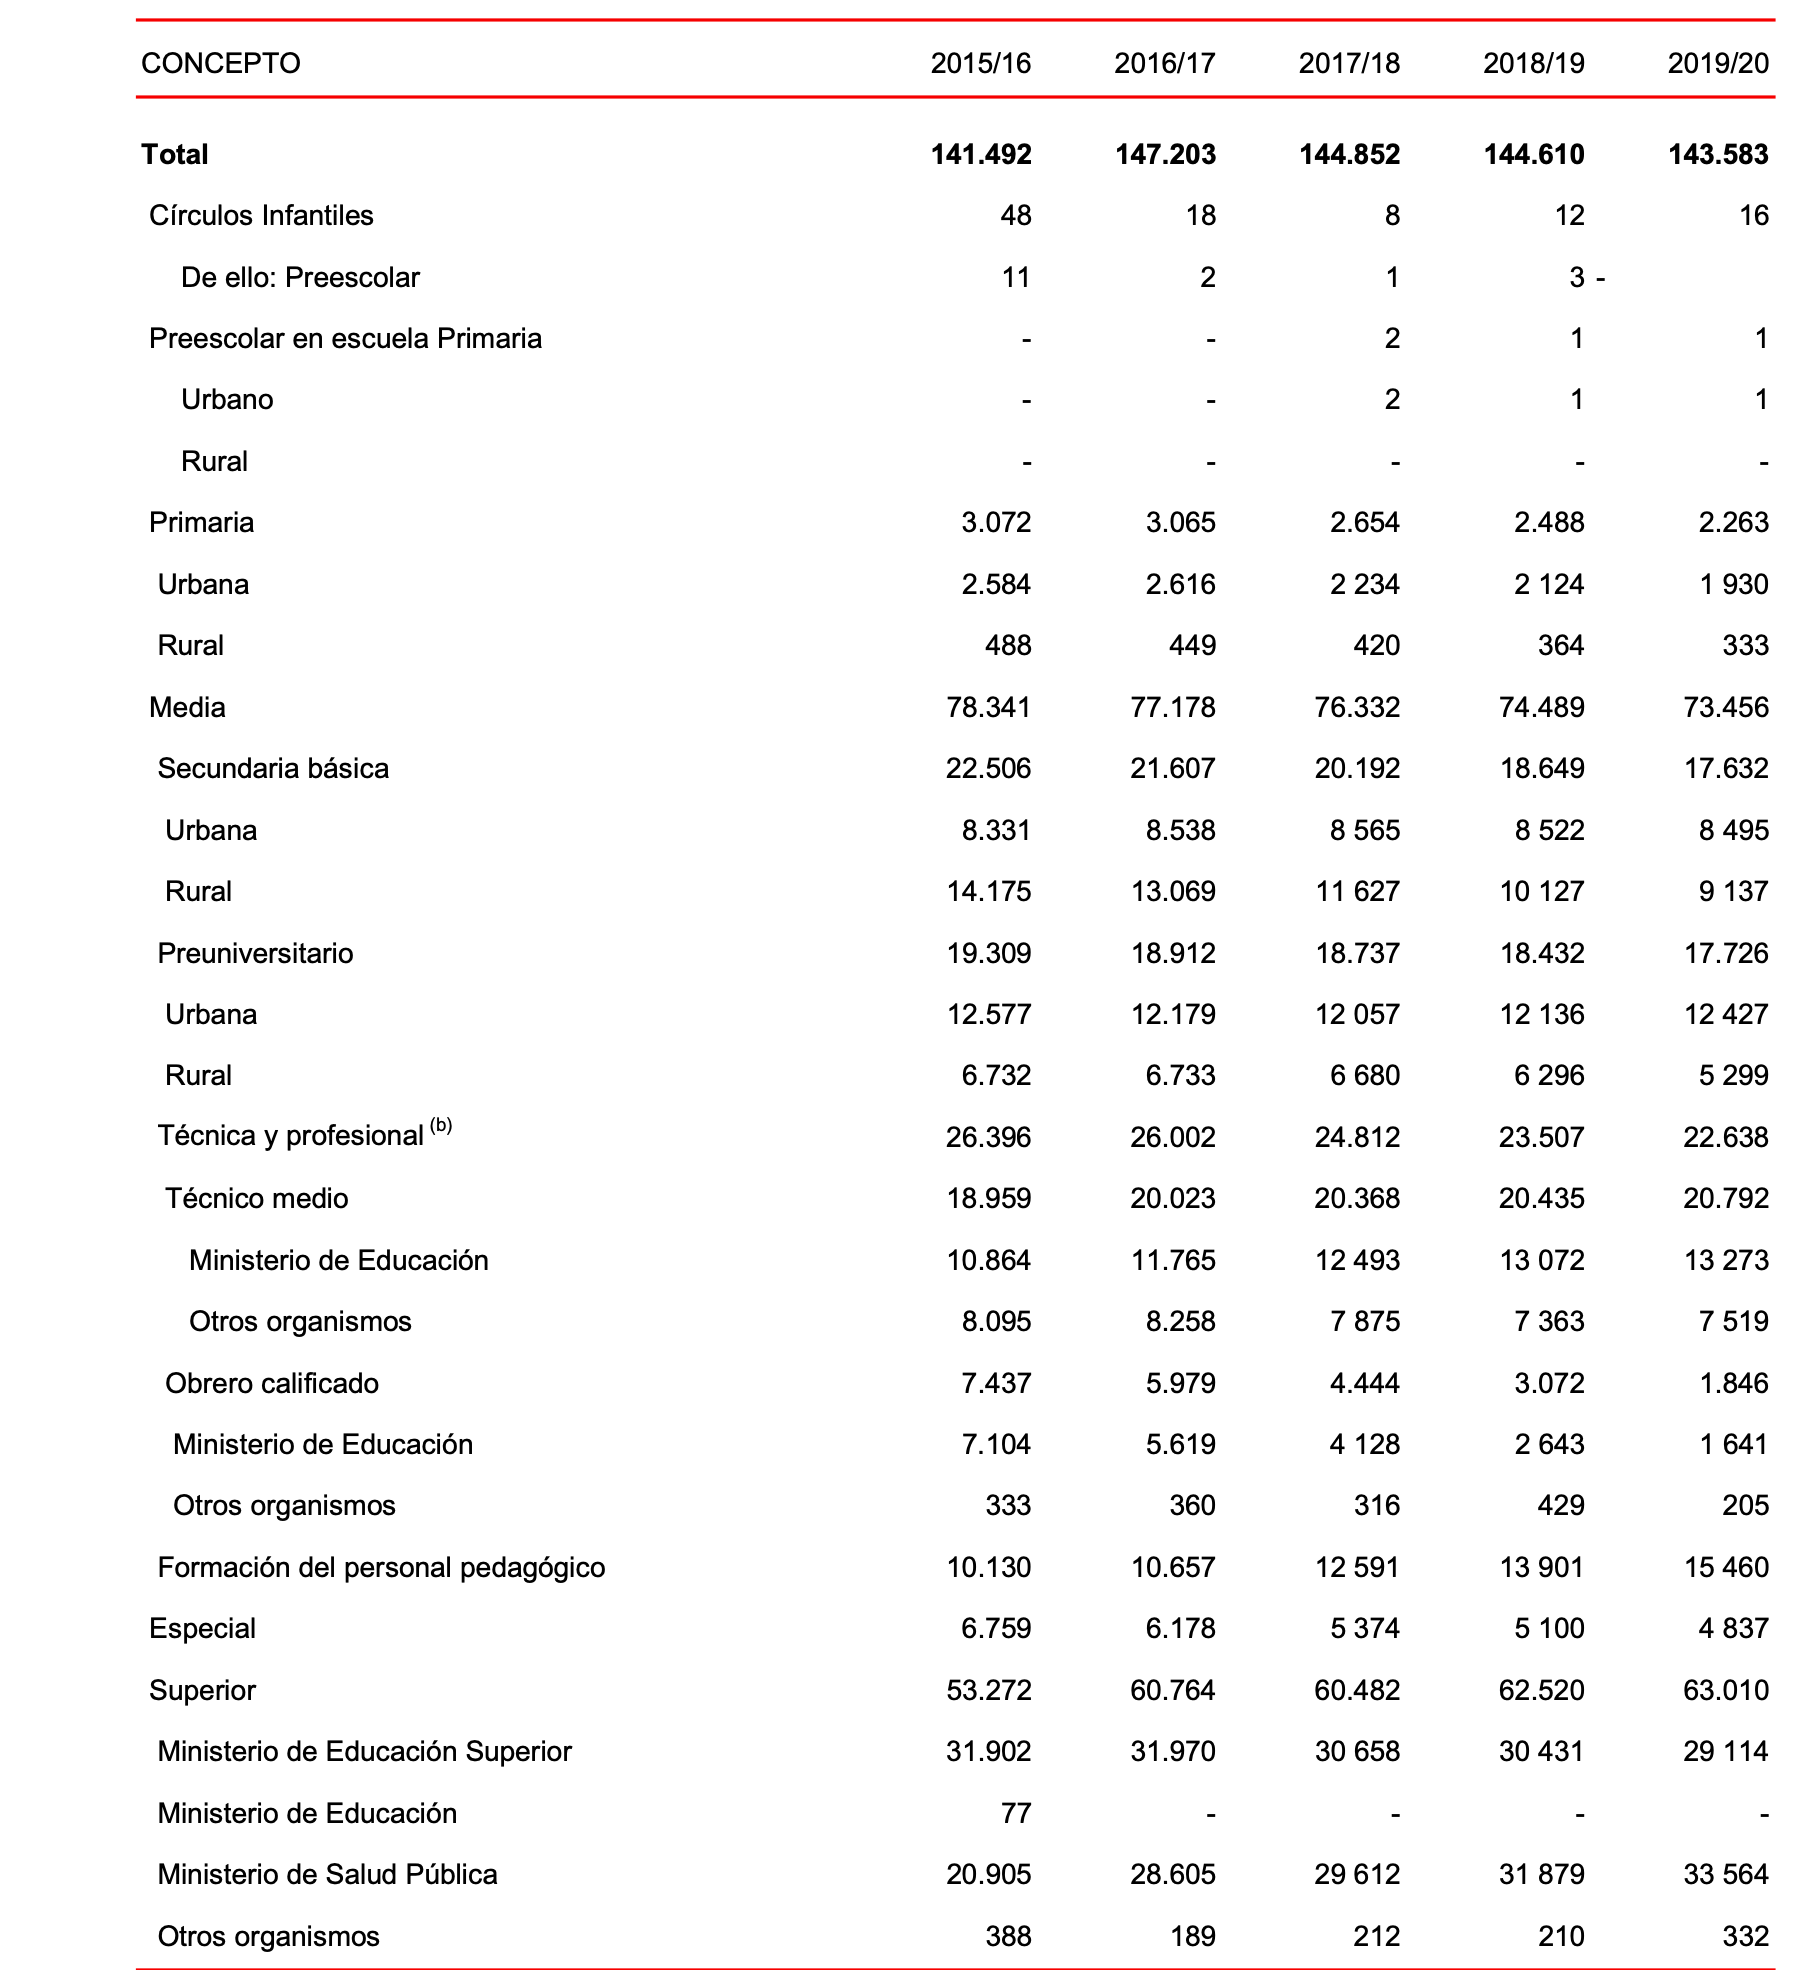 CONCEPTO 2015/16 2016/17 2017/18 2018/19 2019/20
Total 141.492 147.203 144.852 144.610 143.583
Círculos Infantiles 48 18 8 12 16
De ello: Preescolar 11 2 1 3 -
Preescolar en escuela Primaria - - 2 1 1
Urbano - - 2 1 1
Rural - - - - -
Primaria 3.072 3.065 2.654 2.488 2.263
Urbana 2.584 2.616 2 234 2 124 1 930
Rural 488 449 420 364 333
Media 78.341 77.178 76.332 74.489 73.456
Secundaria básica 22.506 21.607 20.192 18.649 17.632
Urbana 8.331 8.538 8 565 8 522 8 495
Rural 14.175 13.069 11 627 10 127 9 137
Preuniversitario 19.309 18.912 18.737 18.432 17.726
Urbana 12.577 12.179 12 057 12 136 12 427
Rural 6.732 6.733 6 680 6 296 5 299
Técnica y profesional (b) 26.396 26.002 24.812 23.507 22.638
Técnico medio 18.959 20.023 20.368 20.435 20.792
Ministerio de Educación 10.864 11.765 12 493 13 072 13 273
Otros organismos 8.095 8.258 7 875 7 363 7 519
Obrero calificado 7.437 5.979 4.444 3.072 1.846
Ministerio de Educación 7.104 5.619 4 128 2 643 1 641
Otros organismos 333 360 316 429 205
Formación del personal pedagógico 10.130 10.657 12 591 13 901 15 460
Especial 6.759 6.178 5 374 5 100 4 837
Superior 53.272 60.764 60.482 62.520 63.010
Ministerio de Educación Superior 31.902 31.970 30 658 30 431 29 114
Ministerio de Educación 77 - - - -
Ministerio de Salud Pública 20.905 28.605 29 612 31 879 33 564
Otros organismos 388 189 212 210 332